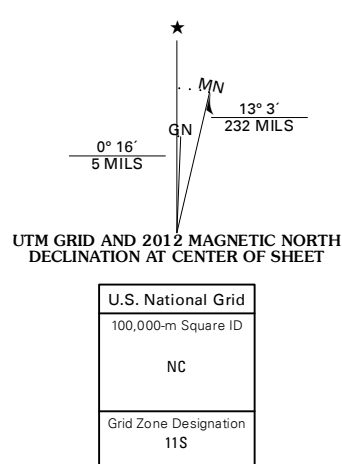 ★
MN
GN
13° 3´
232 MILS
0° 16´
5 MILS
UTM GRID AND 2012 MAGNETIC NORTH
DECLINATION AT CENTER OF SHEET
U.S. National Grid
100,000-m Square ID
NC
Grid Zone Designation
11S